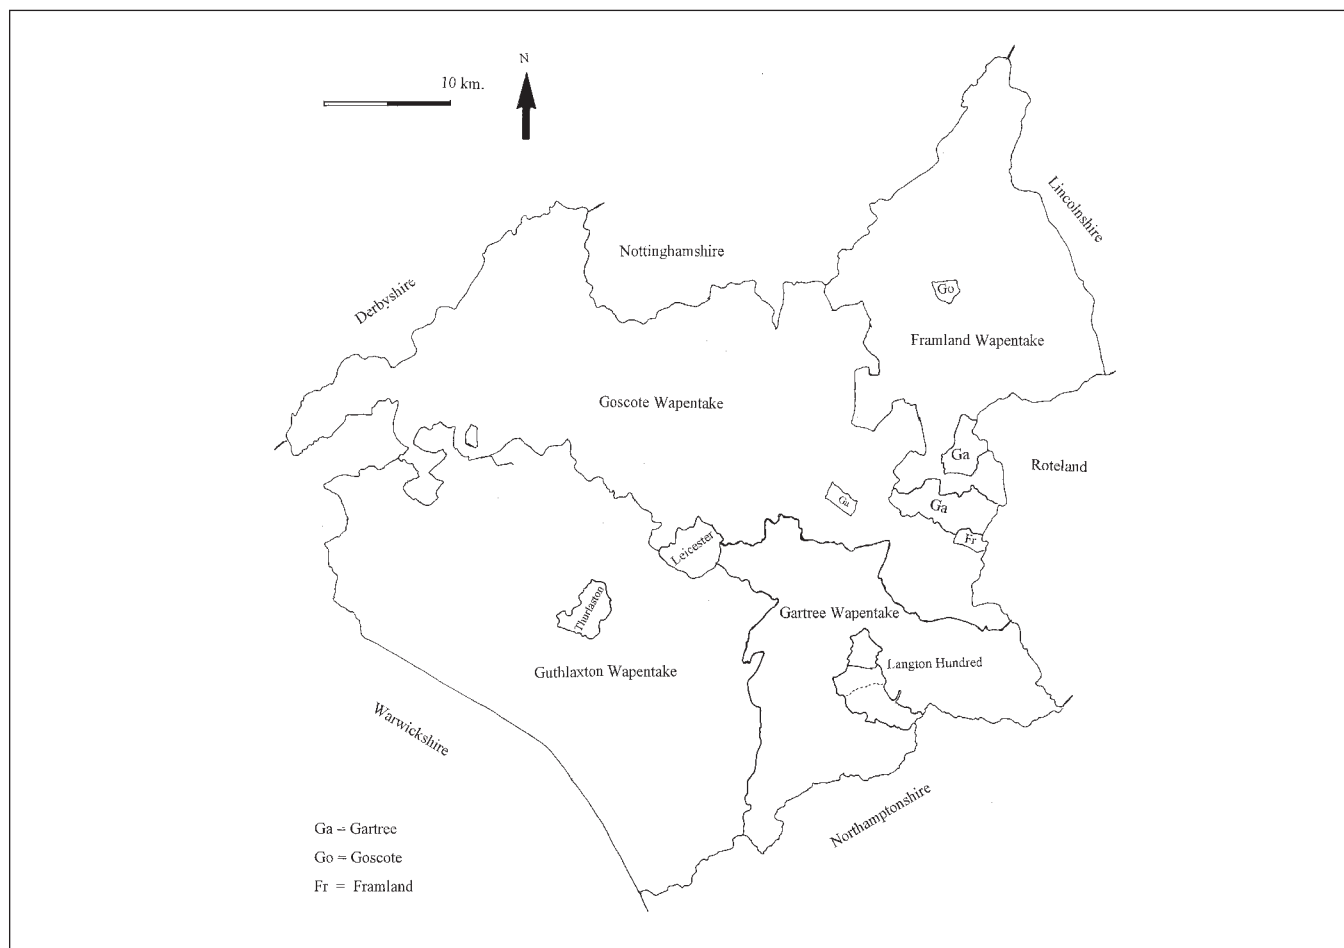 N
10 km.
Lincolnshire
Nottinghamshire
Derbyshire
Go
Framland Wapentake
Goscote Wapentake
Ga
Roteland
Ga
Ga
Fr
Leicester
Thurlaston
Gartree Wapentake
Langton Hundred
Guthlaxton Wapentake
Warwickshire
Northamptonshire
Ga = Gartree
Go = Goscote
Fr = Framland